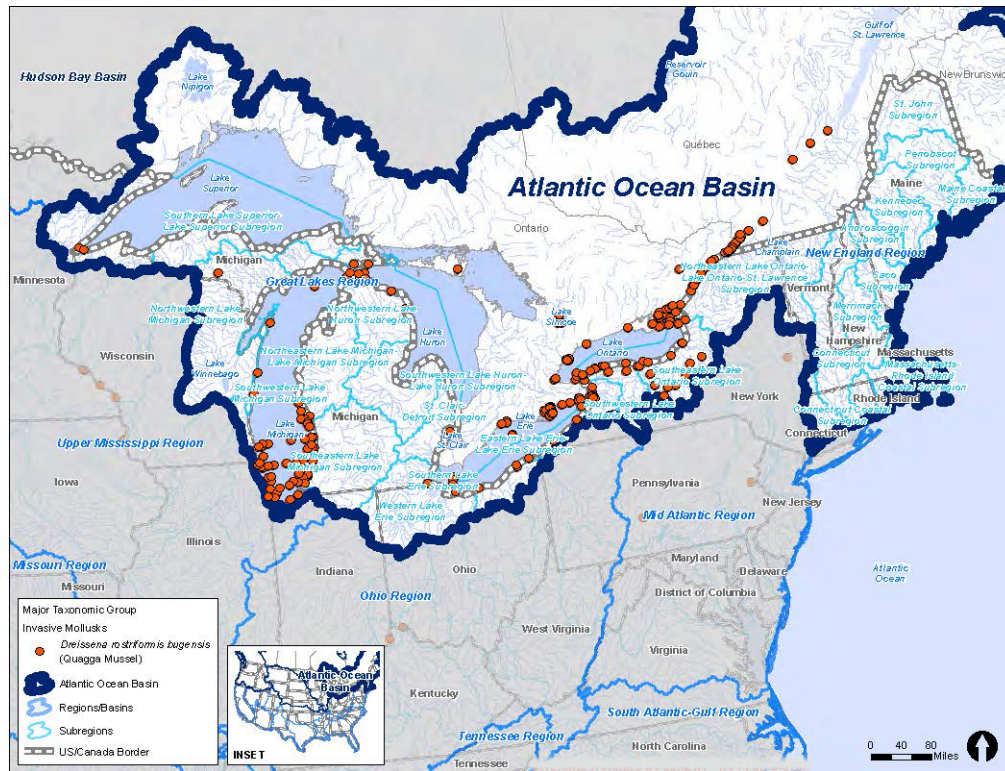 Gulf of
St. Lawrence
Hudson Bay Basin
Lake
Nipigon
Reservoir
Gouin
New Brunswick
St. John
Subregion
Québec
Penobscot
Subregion
Atlantic Ocean Basin
Maine
Maine Coastal
Subregion
Kennebec
Subregion
Lake
Superior
Southern Lake Superior-
Lake Superior Subregion
Ontario
Androscoggin
Subregion
Lake
Champlain
New England Region
Minnesota
Michigan
Great Lakes Region
Northeastern Lake Ontario-
Lake Ontario-St. Lawrence
Subregion
Vermont
Saco
Subregion
Northwestern Lake
Michigan Subregion
Northwestern Lake
Huron Subregion
Lake
Simcoe
Merrimack
Subregion
Lake
Huron
Lake
Ontario
New
Hampshire
Wisconsin
Lake
Winnebago
Northeastern Lake Michigan-
Lake Michigan Subregion
Southeastern Lake
Ontario Subregion
Connecticut
Subregion
Massachusetts
Massachusetts-
Rhode Island
Coastal Subregion
Southwestern Lake
Michigan Subregion
Southwestern Lake Huron-
Lake Huron Subregion
New York
Rhode Island
Michigan
St. Clair-
Detroit Subregion
Southwestern Lake
Ontario Subregion
Connecticut Coastal
Subregion
Upper Mississippi Region
Lake
Michigan
Lake
St. Clair
Lake
Erie
Eastern Lake Erie-
Lake Erie Subregion
Connecticut
Southeastern Lake
Michigan Subregion
Southern Lake
Erie Subregion
Iowa
Pennsylvania
Western Lake
Erie Subregion
New Jersey
Mid Atlantic Region
Illinois
Missouri Region
Indiana
Ohio
Maryland
Delaware
Atlantic
Ocean
Missouri
Ohio Region
District of Columbia
West Virginia
Virginia
Kentucky
South Atlantic-Gulf Region
Tennessee Region
North Carolina
Tennessee
Major Taxonomic Group
Invasive Mollusks
Dreissena rostriformis bugensis
(Quagga Mussel)
Atlantic Ocean Basin
Regions/Basins
Subregions
US/Canada Border
Atlantic Ocean
Basin
INSET
0 40 80
Miles